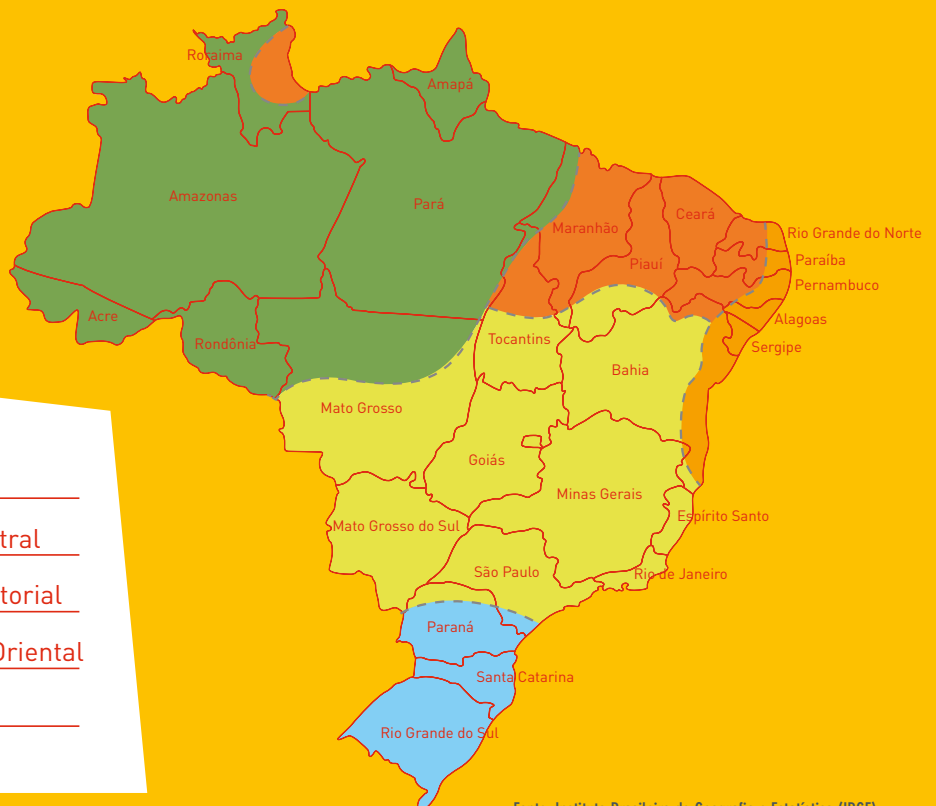 Roraima
Amapá
Amazonas
Pará
Maranhão
Ceará
Rio Grande do Norte
Piauí
Paraíba
Pernambuco
Acre
Alagoas
Rondônia
Tocantins
Sergipe
Bahia
Mato Grosso
Goiás
Minas Gerais
Mato Grosso do Sul
Espírito Santo
São Paulo
Rio de Janeiro
Paraná
Santa Catarina
Rio Grande do Sul
tral
torial
Oriental